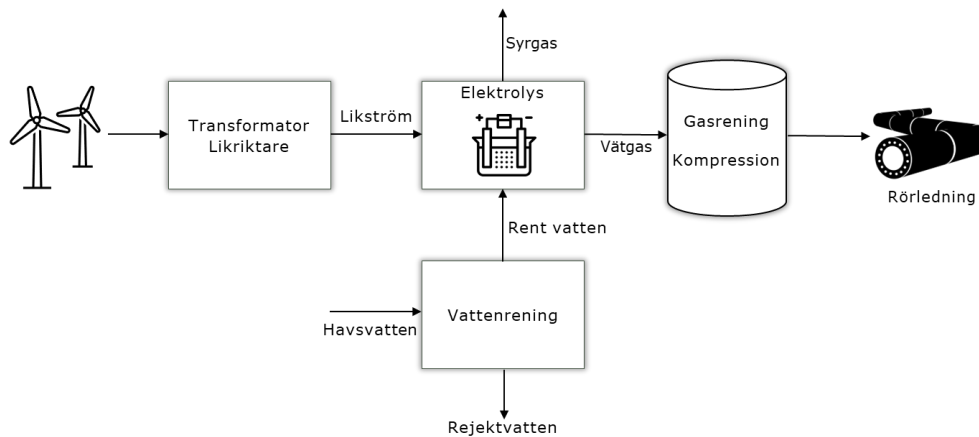 Syrgas
Elektrolys
+ −
Transformator
Likriktare
Likström
Vätgas
Gasrening
Kompression
Rörledning
Rent vatten
Havsvatten
Vattenrening
Rejektvatten